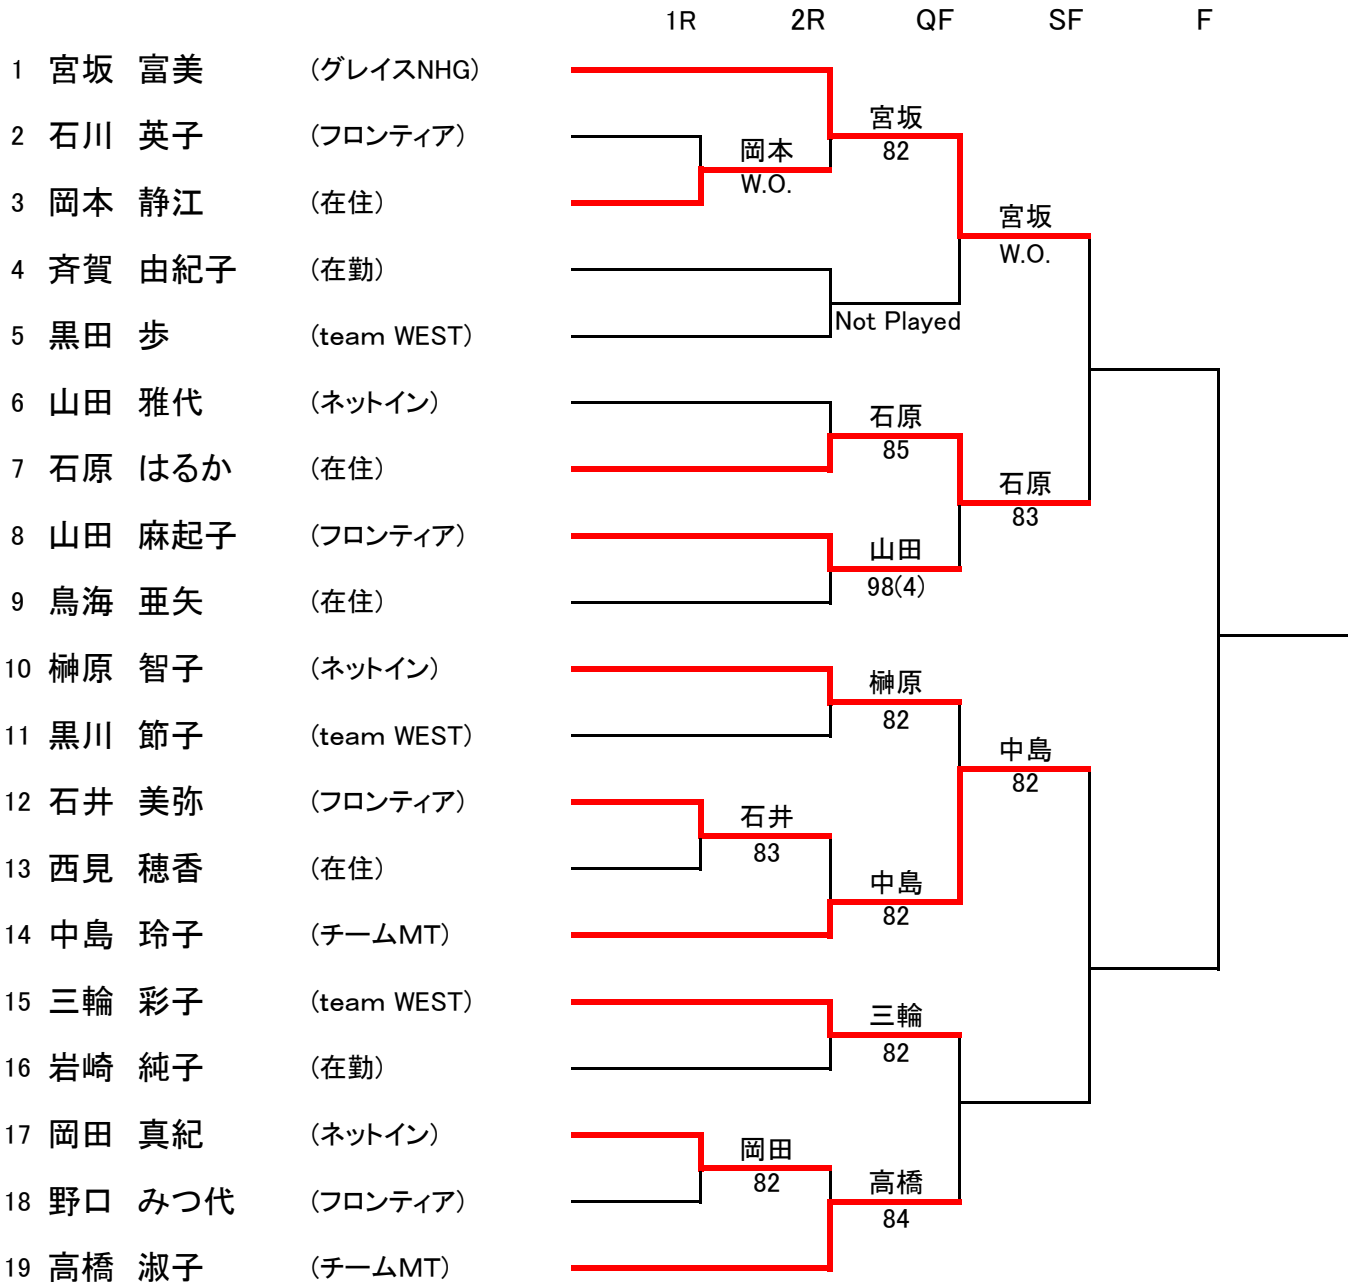 1R 2R QF SF F
1 宮坂 富美 (グレイスNHG)
宮坂
2 石川 英子 (フロンティア)
82
岡本
W.O.
3 岡本 静江 (在住)
宮坂
W.O.
4 斉賀 由紀子 (在勤)
Not Played
5 黒田 歩 (team WEST)
6 山田 雅代 (ネットイン)
石原
85
7 石原 はるか (在住)
石原
83
8 山田 麻起子 (フロンティア)
山田
98(4)
9 鳥海 亜矢 (在住)
10 榊原 智子 (ネットイン)
榊原
82
11 黒川 節子 (team WEST)
中島
82
12 石井 美弥 (フロンティア)
石井
83
13 西見 穂香 (在住)
中島
82
14 中島 玲子 (チームMT)
15 三輪 彩子 (team WEST)
三輪
82
16 岩崎 純子 (在勤)
17 岡田 真紀 (ネットイン)
岡田
82
高橋
18 野口 みつ代 (フロンティア)
84
19 高橋 淑子 (チームMT)